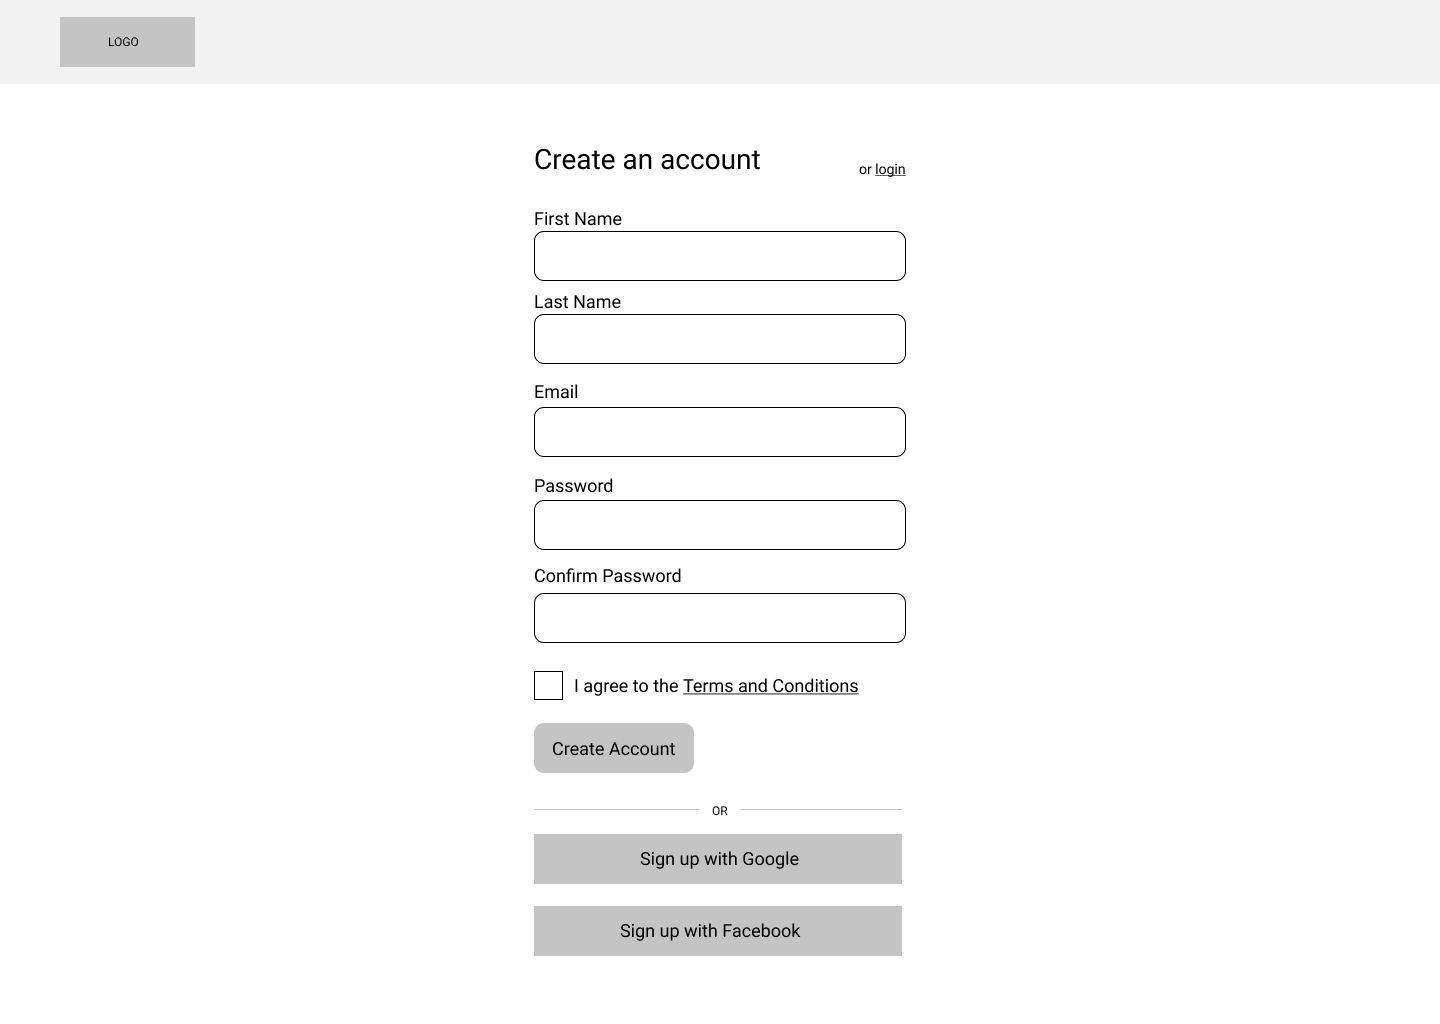 LOGO
Create an account
or login
First Name
Last Name
Email
Password
Confirm Password
I agree to the Terms and Conditions
Create Account
OR
Sign up with Google
Sign up with Facebook